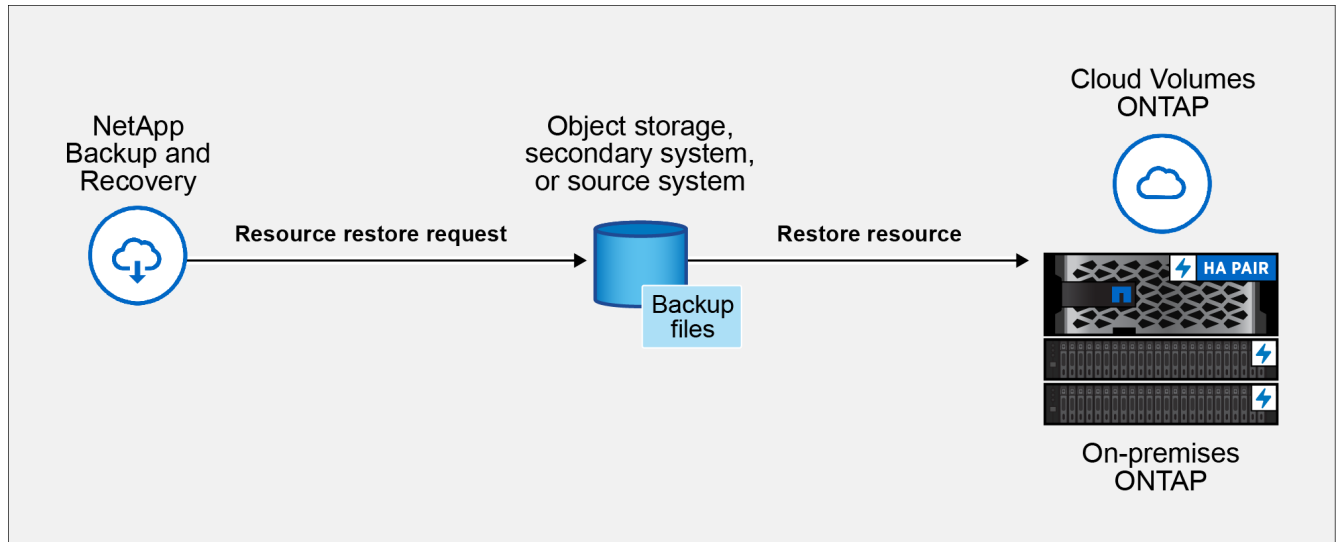 NetApp
Backup and
Recovery
Resource restore request
Object storage,
secondary system,
or source system
Backup
files
Restore resource
Cloud Volumes
ONTAP
HA PAIR
On-premises
ONTAP